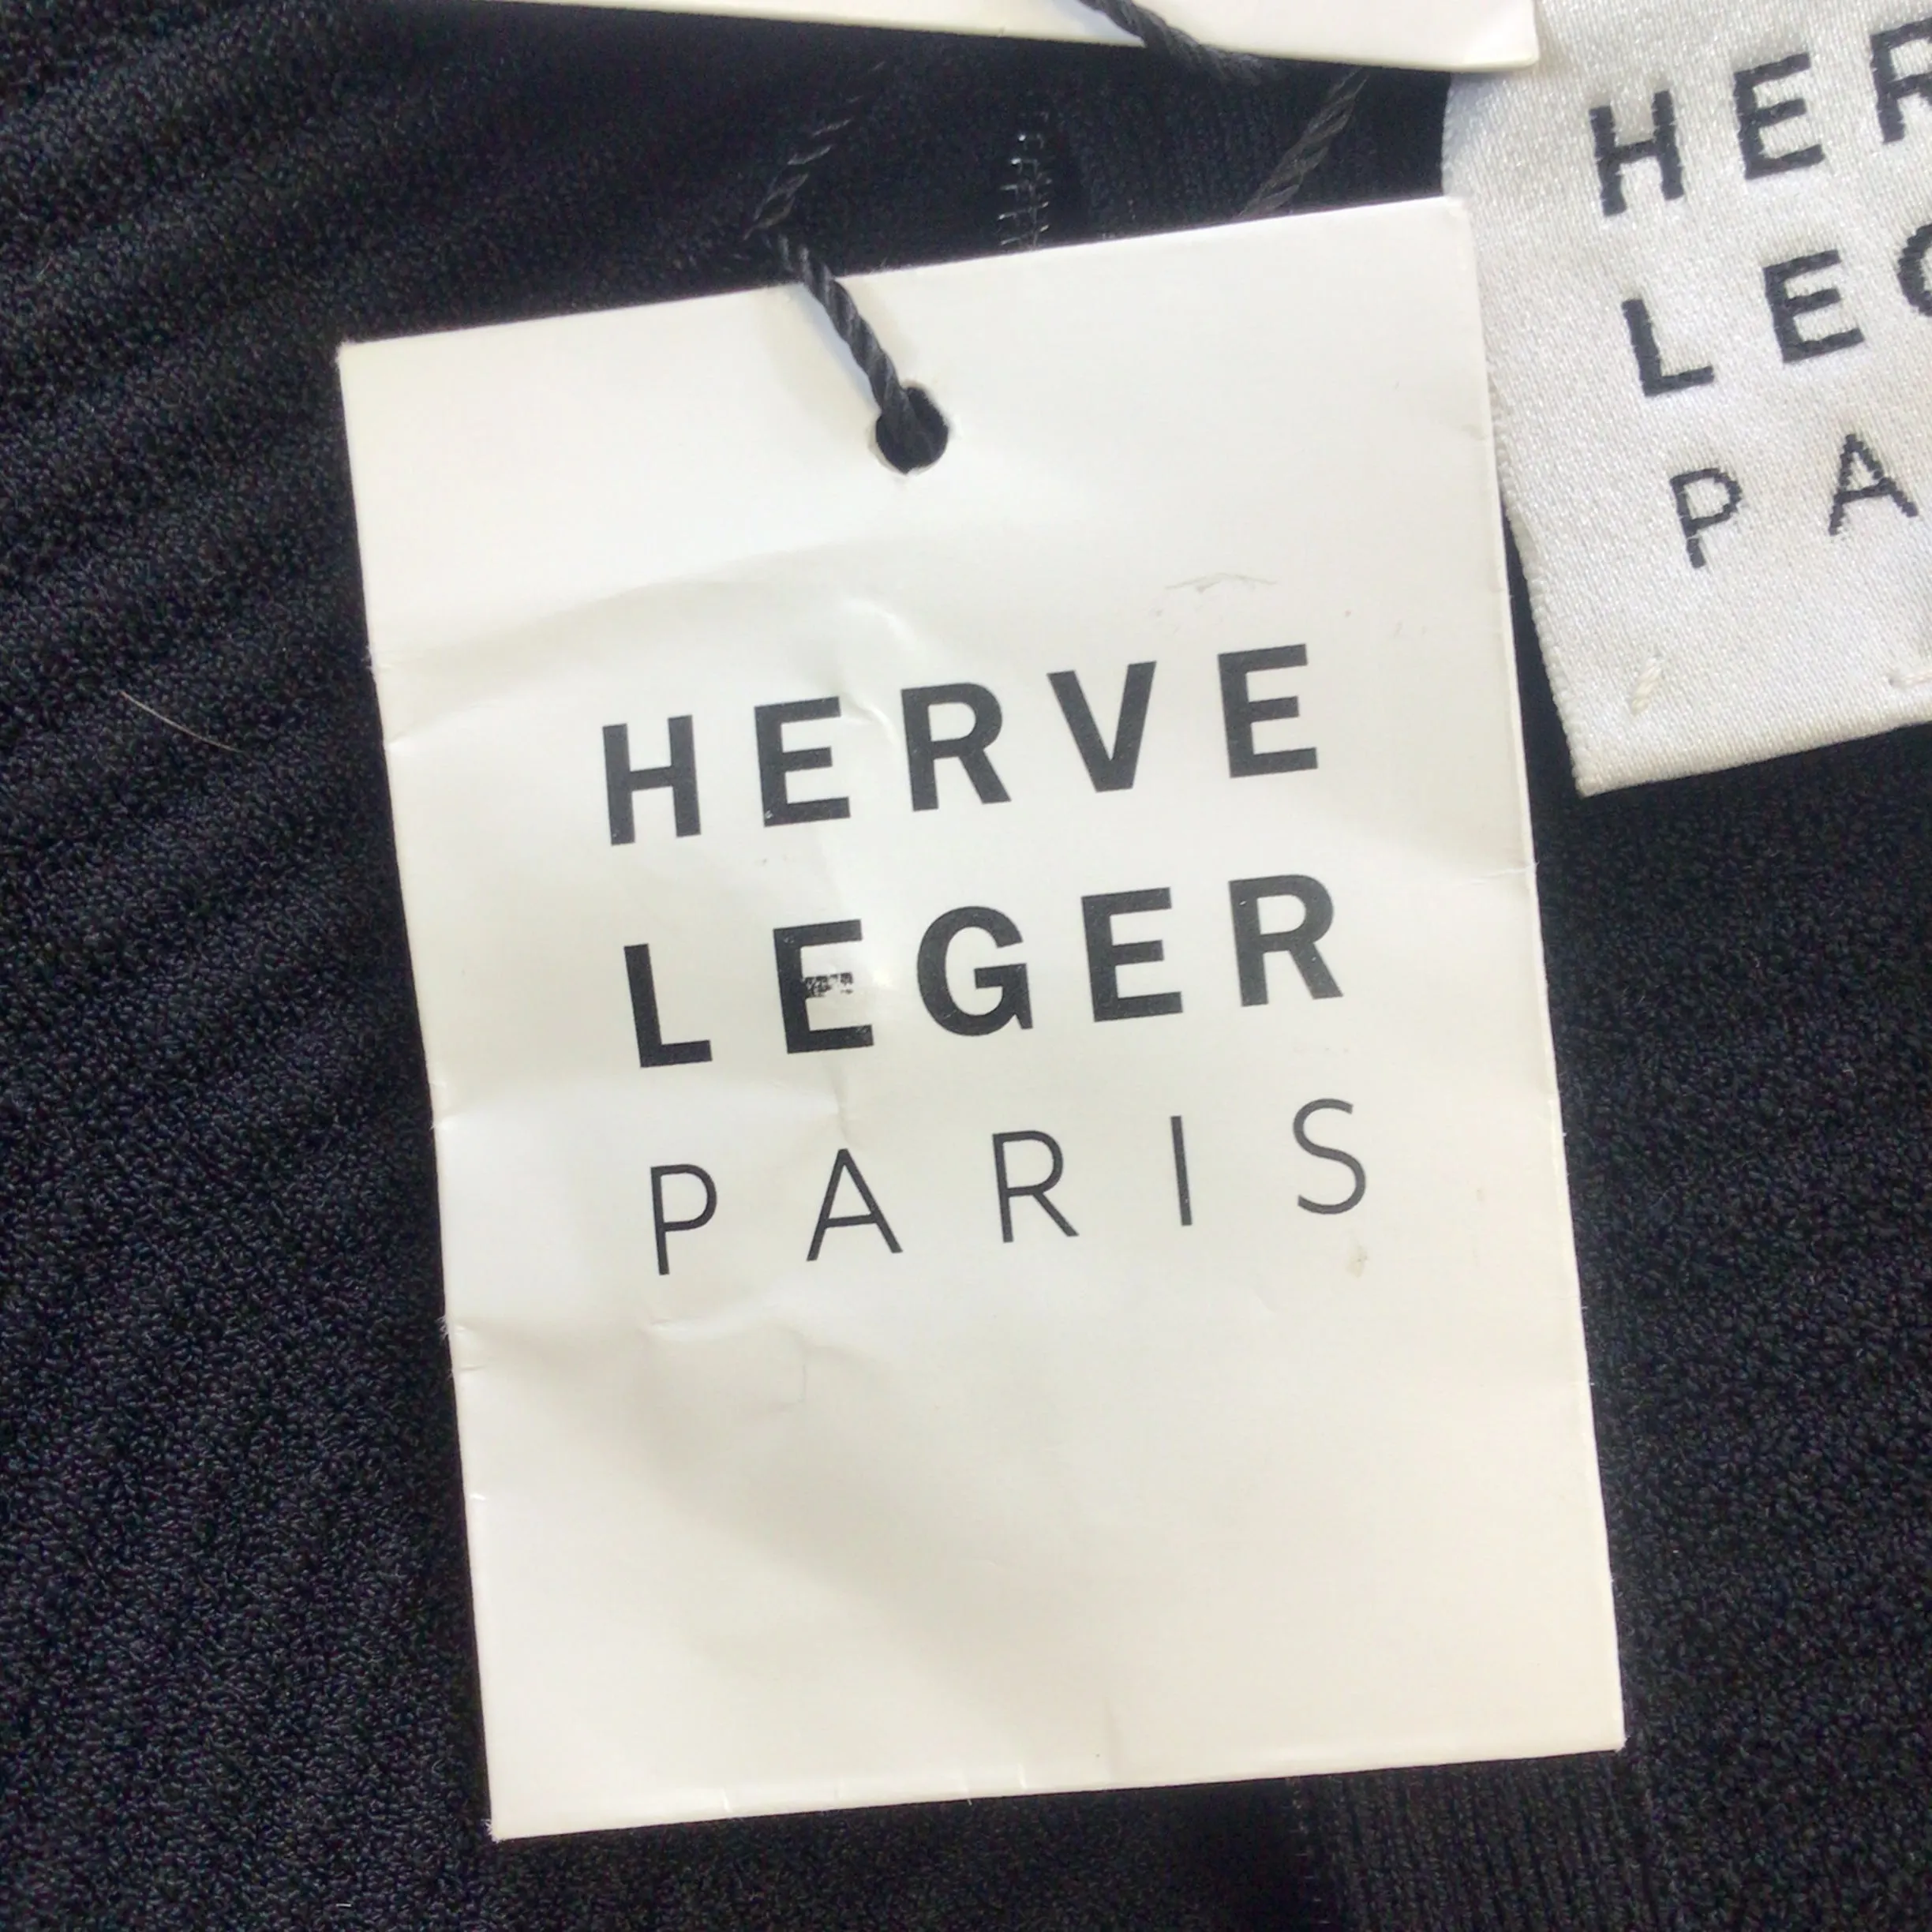 HERVE
LEGER
PARIS
HER
LEG
PA